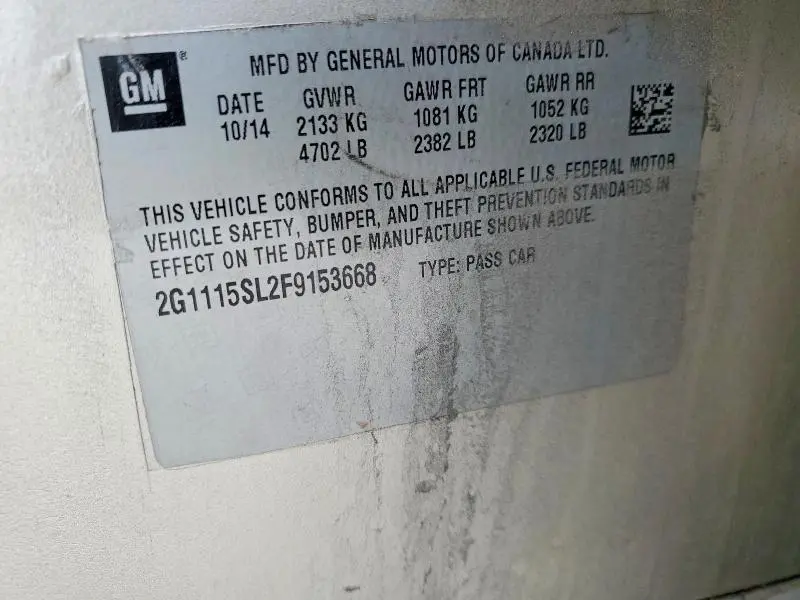 GM ®
MFD BY GENERAL MOTORS OF CANADA LTD.
DATE GVWR GAWR FRT GAWR RR
10/14 2133 KG 1081 KG 1052 KG
4702 LB 2382 LB 2320 LB
THIS VEHICLE CONFORMS TO ALL APPLICABLE U.S. FEDERAL MOTOR
VEHICLE SAFETY, BUMPER, AND THEFT PREVENTION STANDARDS IN
EFFECT ON THE DATE OF MANUFACTURE SHOWN ABOVE.
2G1115SL2F9153668 TYPE: PASS CAR